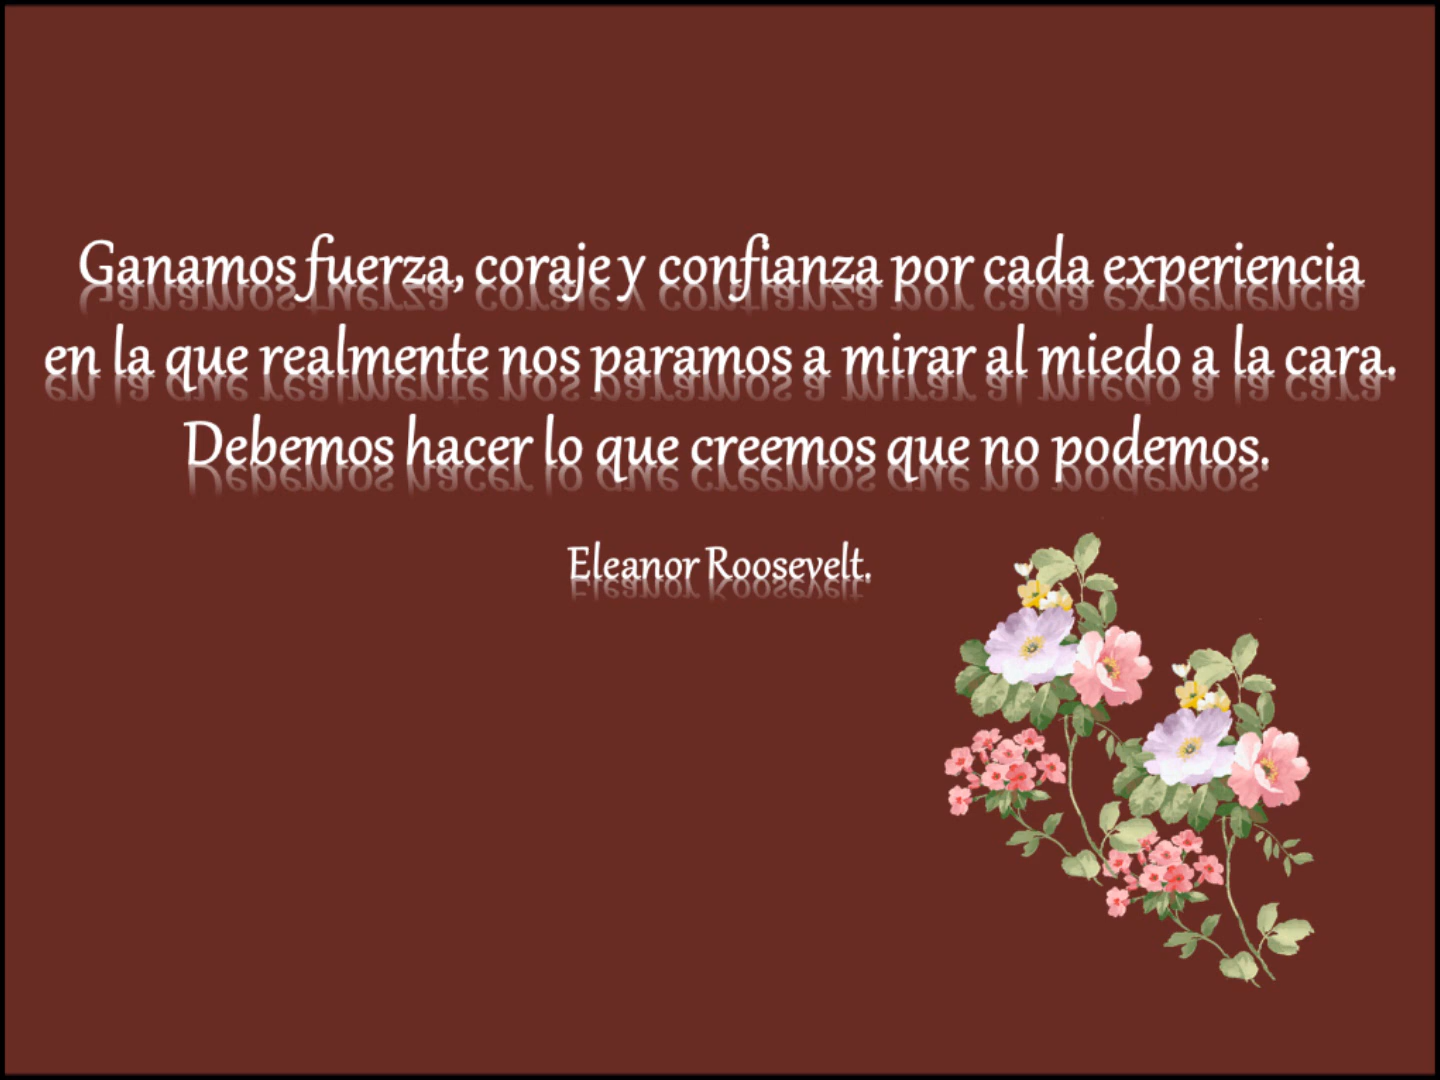 Ganamos fuerza, coraje y confianza por cada experiencia
en la que realmente nos paramos a mirar al miedo a la cara.
Debemos hacer lo que creemos que no podemos.
Eleanor Roosevelt.